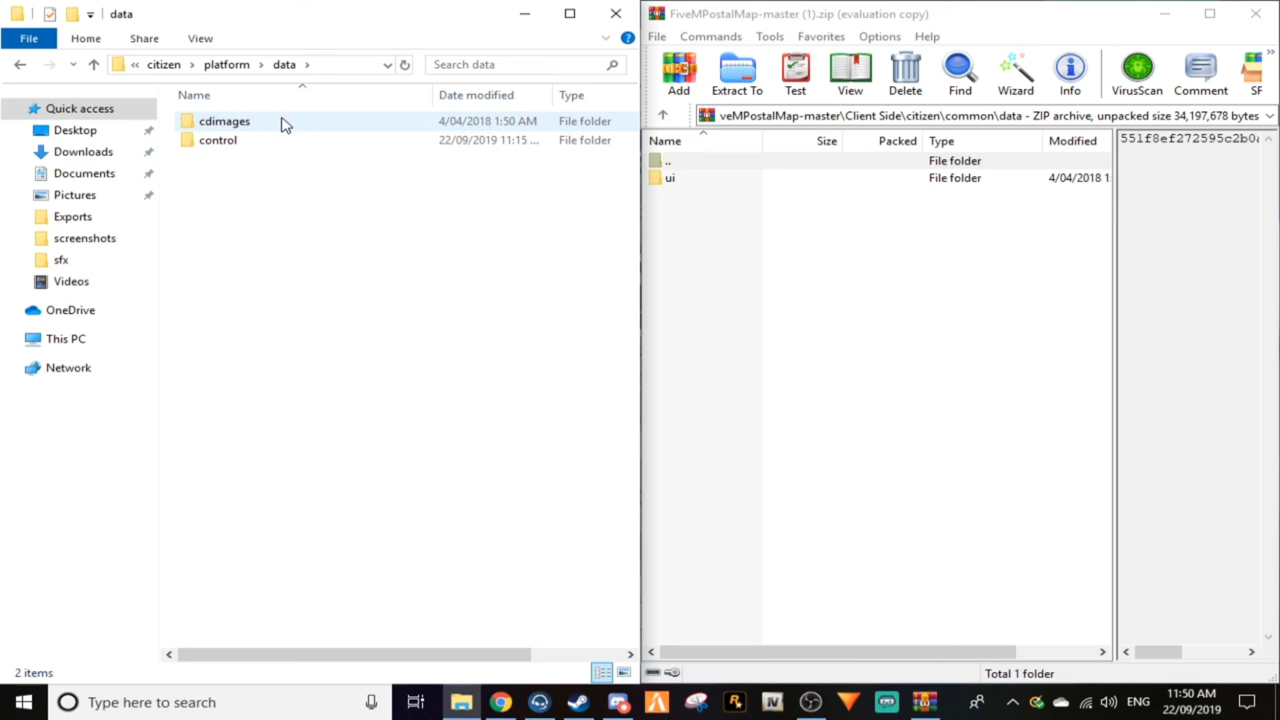 data
File Home Share View
citizen platform data
Search data
Name Date modified Type
cdimages 4/04/2018 1:50 AM File folder
control 22/09/2019 11:15 ... File folder
Quick access
Desktop
Downloads
Documents
Pictures
Exports
screenshots
sfx
Videos
OneDrive
This PC
Network
2 items
FiveMPostalMap-master (1).zip (evaluation copy)
File Commands Tools Favorites Options Help
Add Extract To Test View Delete Find Wizard Info VirusScan Comment SF
veMPostalMap-master\Client Side\citizen\common\data - ZIP archive, unpacked size 34,197,678 bytes
Name Size Packed Type Modified
.. File folder
ui File folder 4/04/2018 1:
551f8ef272595c2b0
Total 1 folder
Type here to search
ENG
11:50 AM
22/09/2019